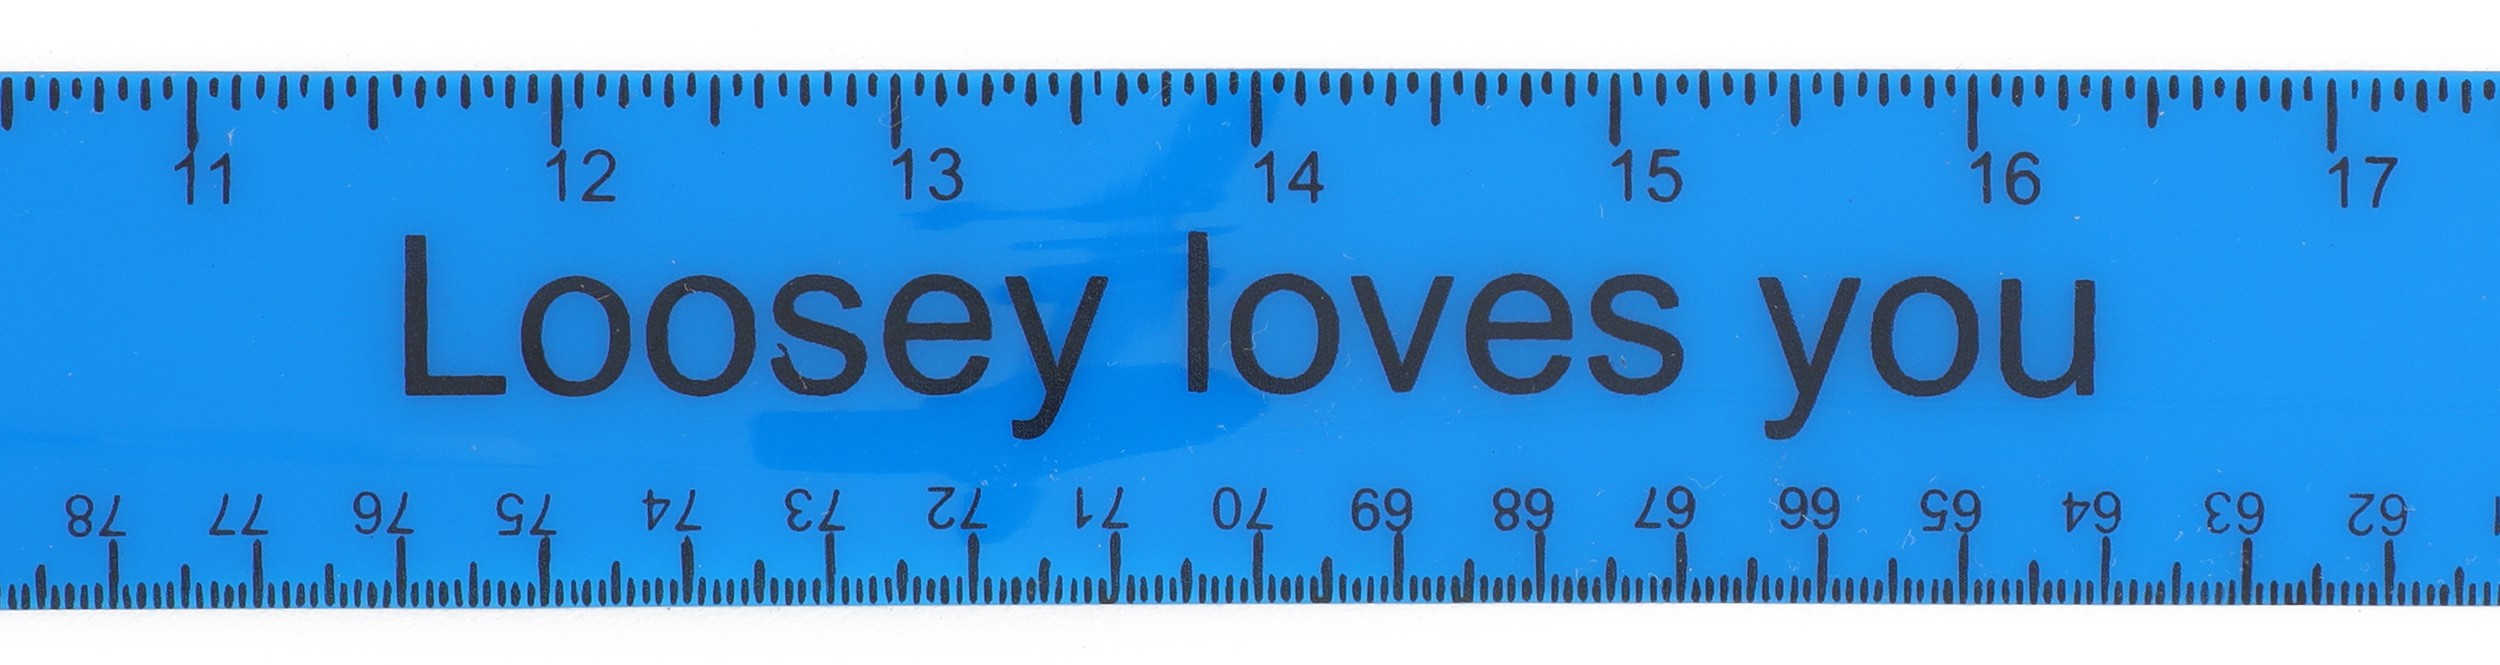 11 12 13 14 15 16 17
Loosey loves you
78 77 76 75 74 73 72 71 70 69 68 67 66 65 64 63 62